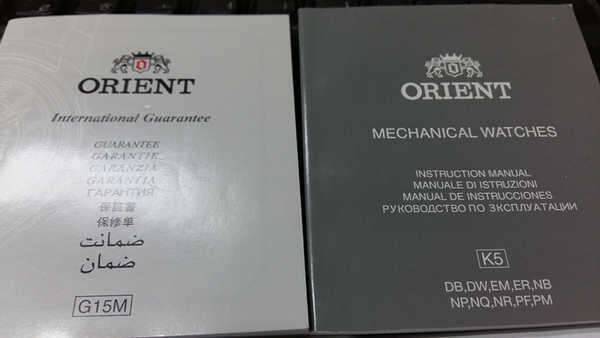 ORIENT
International Guarantee
GUARANTEE
GARANTIE
GARANZIA
GARANTIA
ГАРАНТИЯ
保証書
保修单
ضمانت
ضمان
G15M
ORIENT
MECHANICAL WATCHES
INSTRUCTION MANUAL
MANUALE DI ISTRUZIONI
MANUAL DE INSTRUCCIONES
РУКОВОДСТВО ПО ЭКСПЛУАТАЦИИ
K5
DB,DW,EM,ER,NB
NP,NQ,NR,PF,PM